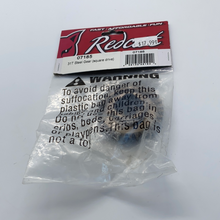 FAST/AFFORDABLE/FUN
Redcat
07185
07185
WARNING
To avoid danger of
suffocation, keep this
plastic bag away from
babies and children.
Do not use this bag in
cribs, beds, carriages
or playpens. This bag is
not a toy.